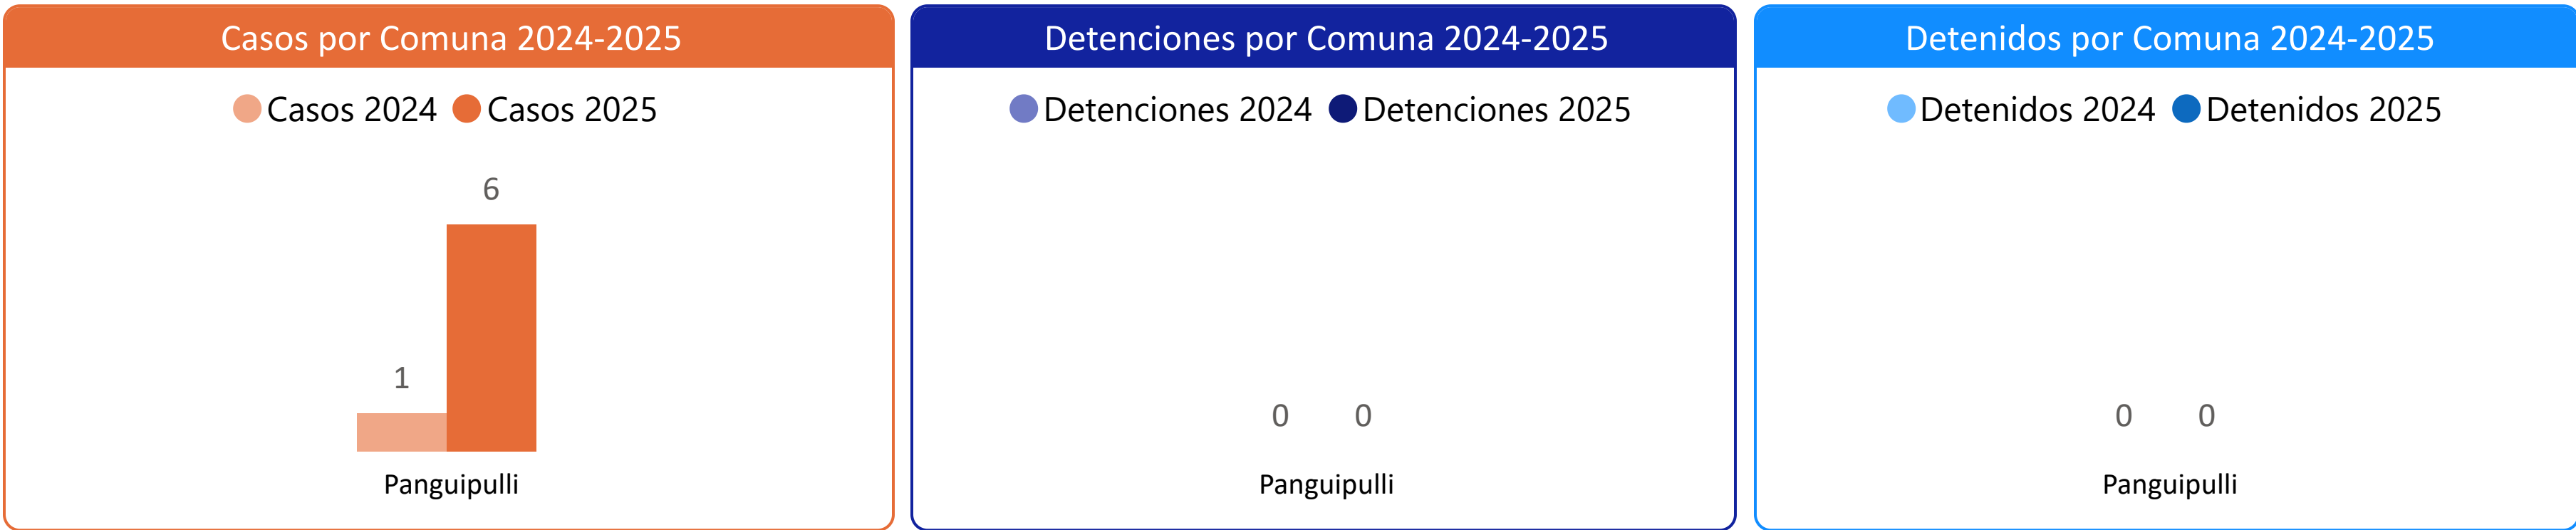 Casos por Comuna 2024-2025
Casos 2024 Casos 2025
6
1
Panguipulli
Detenciones por Comuna 2024-2025
Detenciones 2024 Detenciones 2025
0 0
Panguipulli
Detenidos por Comuna 2024-2025
Detenidos 2024 Detenidos 2025
0 0
Panguipulli